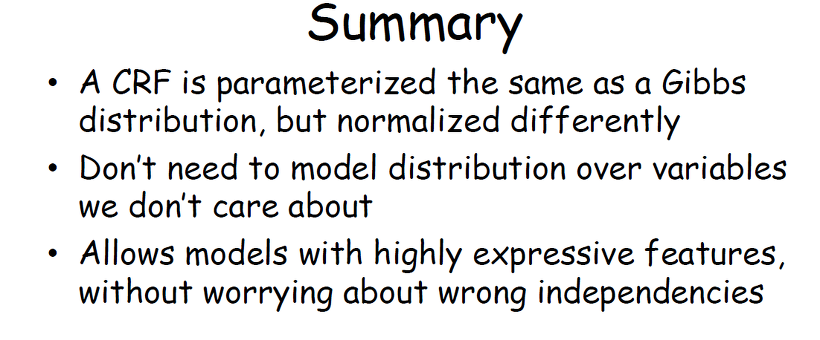 Summary
• A CRF is parameterized the same as a Gibbs
distribution, but normalized differently
• Don't need to model distribution over variables
we don't care about
• Allows models with highly expressive features,
without worrying about wrong independencies